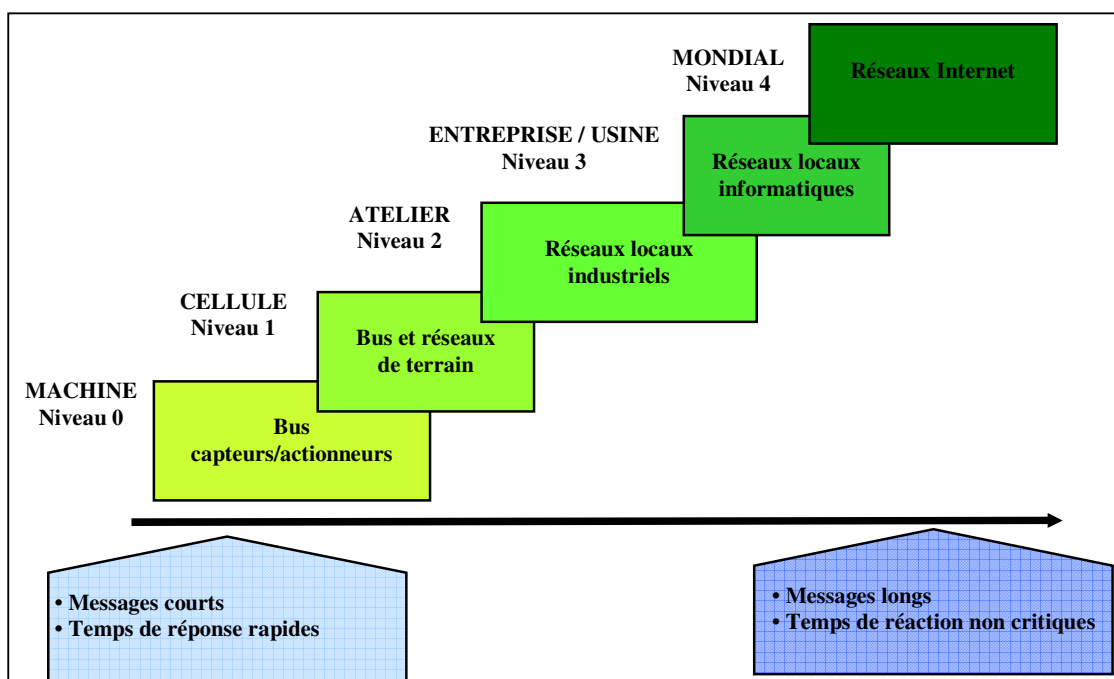 MONDIAL
Niveau 4
Réseaux Internet
ENTREPRISE / USINE
Niveau 3
Réseaux locaux
informatiques
ATELIER
Niveau 2
Réseaux locaux
industriels
CELLULE
Niveau 1
Bus et réseaux
de terrain
MACHINE
Niveau 0
Bus
capteurs/actionneurs
• Messages courts
• Temps de réponse rapides
• Messages longs
• Temps de réaction non critiques